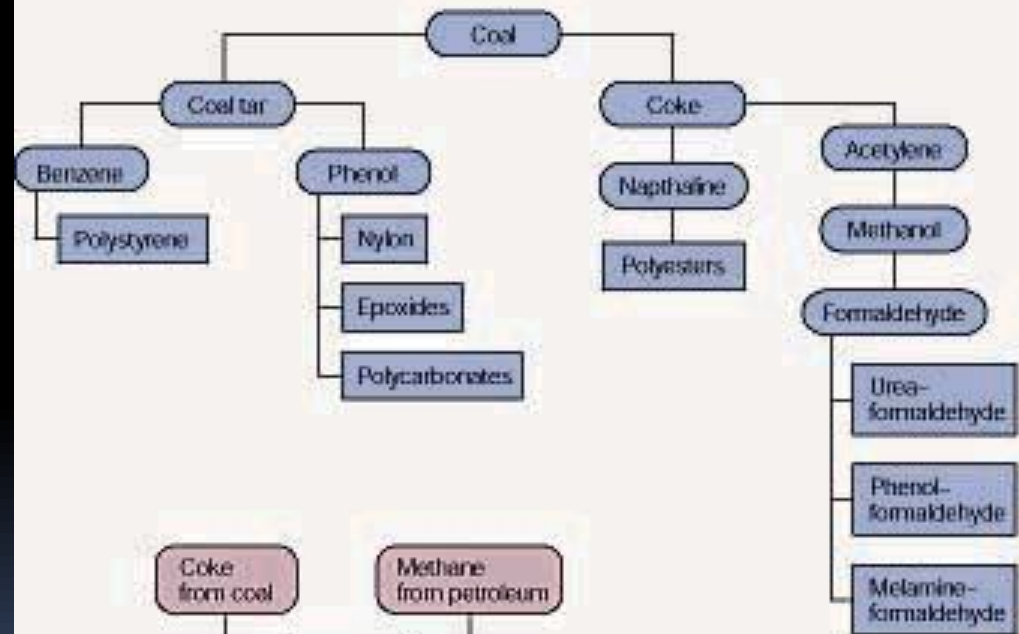 Coal
Coal tar
Coke
Benzene
Phenol
Napthaline
Acetylene
Polystyrene
Nylon
Polyesters
Methanol
Epoxides
Formaldehyde
Polycarbonates
Urea–
formaldehyde
Phenol–
formaldehyde
Melamine–
formaldehyde
Coke
from coal
Methane
from petroleum